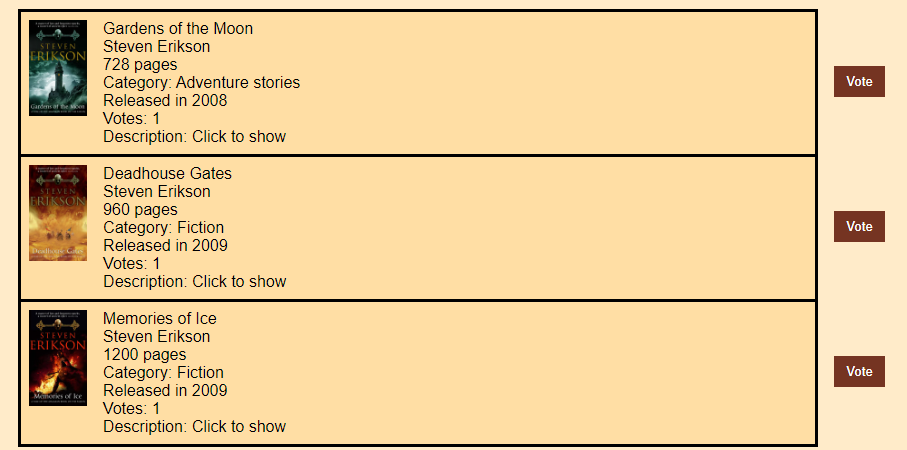 STEVEN
ERIKSON
Gardens of the Moon
Gardens of the Moon
Steven Erikson
728 pages
Category: Adventure stories
Released in 2008
Votes: 1
Description: Click to show
Vote
STEVEN
ERIKSON
Deadhouse Gates
Deadhouse Gates
Steven Erikson
960 pages
Category: Fiction
Released in 2009
Votes: 1
Description: Click to show
Vote
STEVEN
ERIKSON
Memories of Ice
Memories of Ice
Steven Erikson
1200 pages
Category: Fiction
Released in 2009
Votes: 1
Description: Click to show
Vote